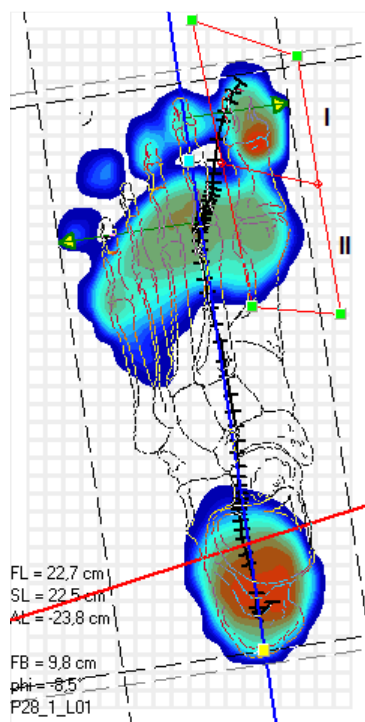 I
II
FL = 22,7 cm
SL = 22,5 cm
AL = -23,8 cm
FB = 9,8 cm
phi = -8,5°
P28_1_L01